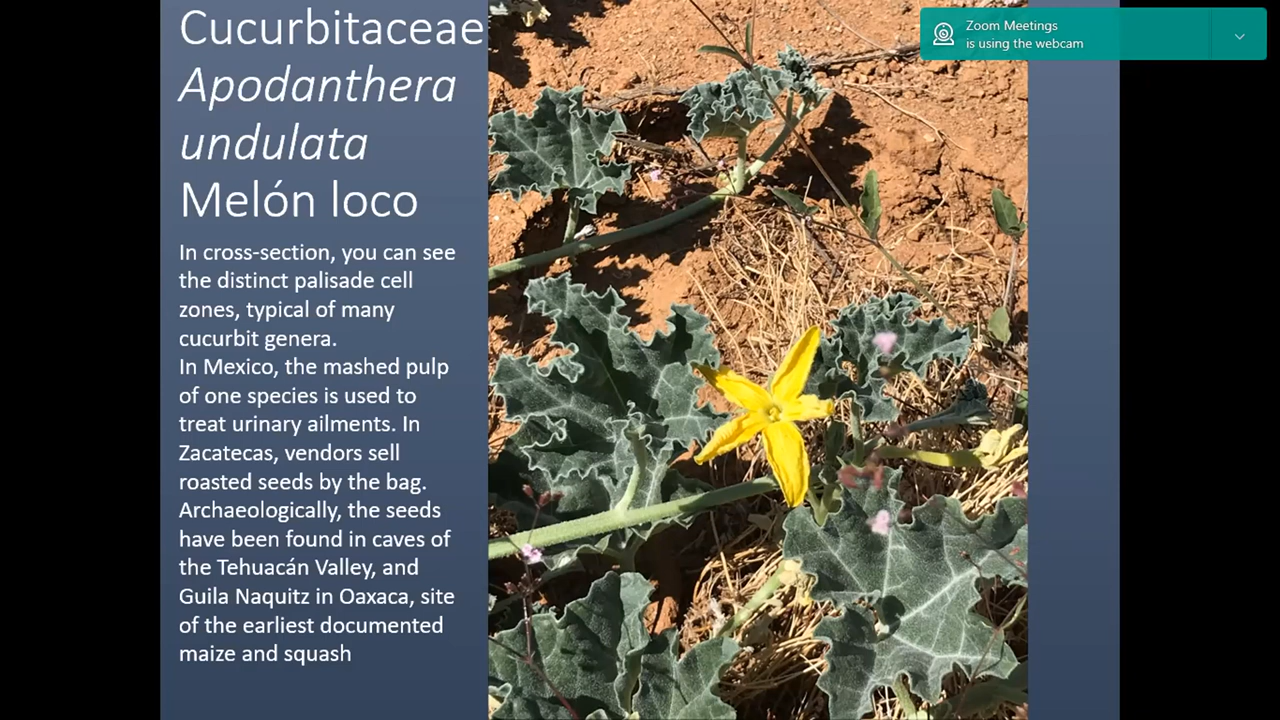 Cucurbitaceae
Apodanthera
undulata
Melón loco
In cross-section, you can see
the distinct palisade cell
zones, typical of many
cucurbit genera.
In Mexico, the mashed pulp
of one species is used to
treat urinary ailments. In
Zacatecas, vendors sell
roasted seeds by the bag.
Archaeologically, the seeds
have been found in caves of
the Tehuacán Valley, and
Guila Naquitz in Oaxaca, site
of the earliest documented
maize and squash
Zoom Meetings
is using the webcam